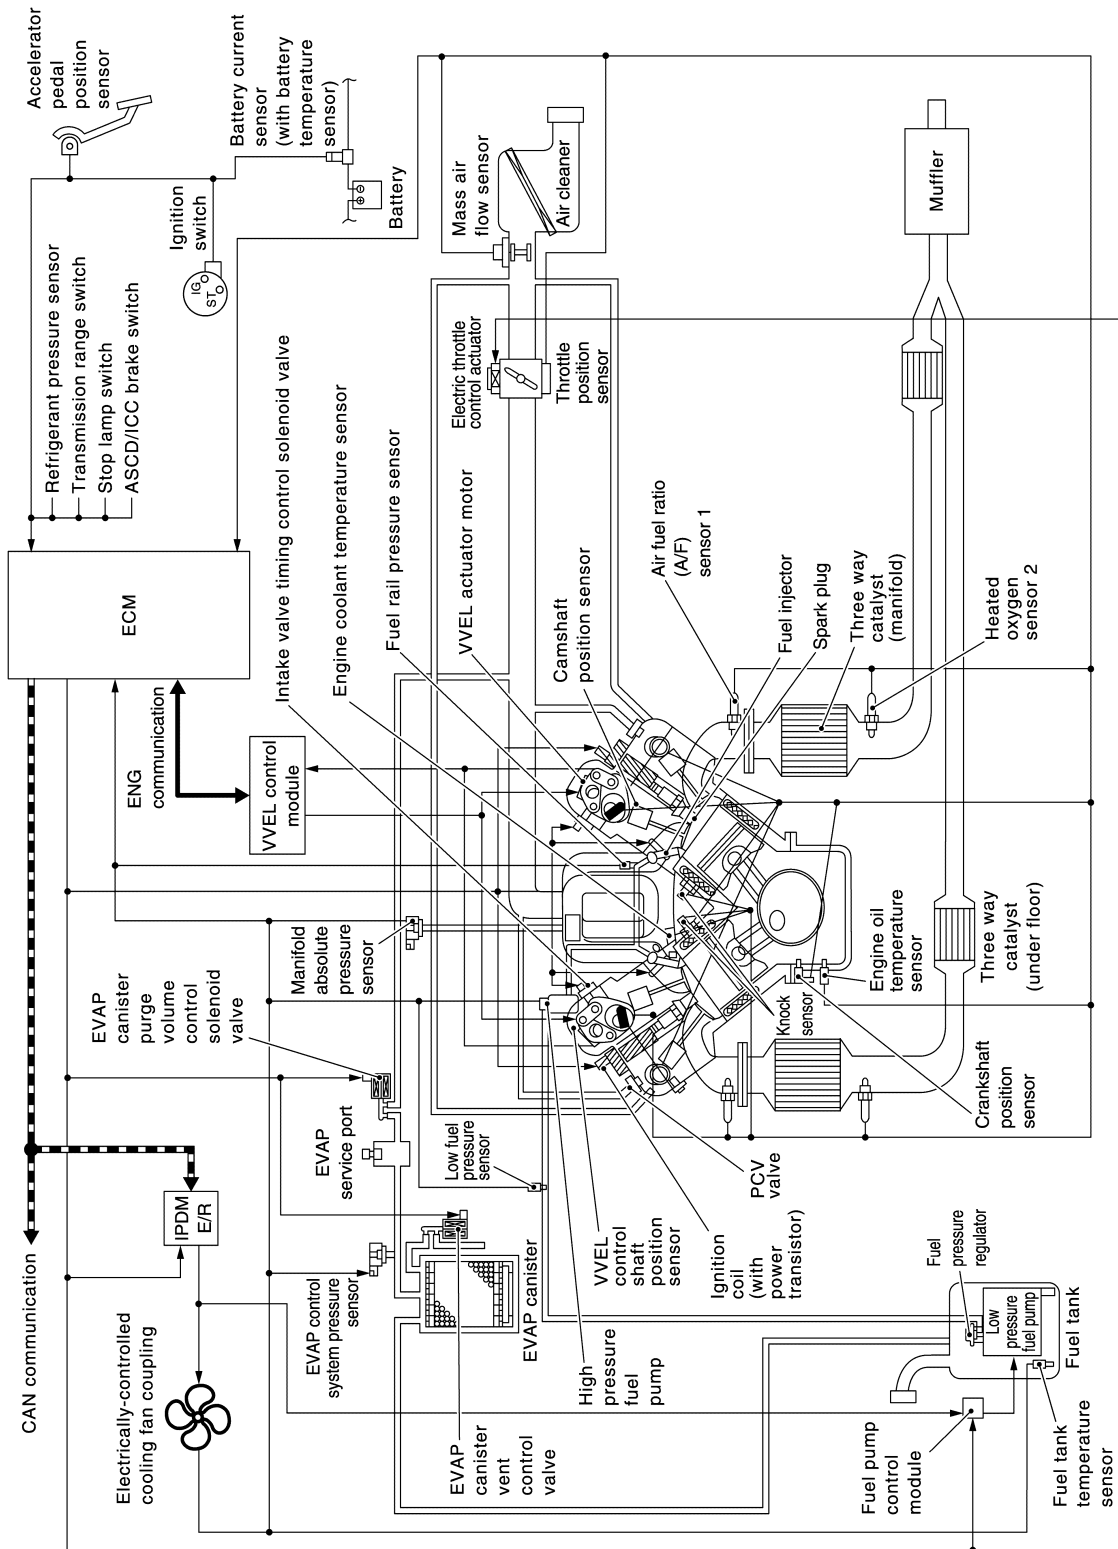 Accelerator
pedal
position
sensor
Battery current
sensor
(with battery
temperature
sensor)
Battery
Ignition
switch
IG
ST
Refrigerant pressure sensor
Transmission range switch
Stop lamp switch
ASCD/ICC brake switch
ECM
Mass air
flow sensor
Air cleaner
Muffler
Electric throttle
control actuator
Throttle
position
sensor
Intake valve timing control solenoid valve
Engine coolant temperature sensor
Fuel rail pressure sensor
VVEL actuator motor
Camshaft
position sensor
Air fuel ratio
(A/F)
sensor 1
Fuel injector
Spark plug
Three way
catalyst
(manifold)
Heated
oxygen
sensor 2
ENG
communication
VVEL control
module
Manifold
absolute
pressure
sensor
EVAP
canister
purge
volume
control
solenoid
valve
Knock
sensor
Engine oil
temperature
sensor
Three way
catalyst
(under floor)
Crankshaft
position
sensor
EVAP
service port
Low fuel
pressure
sensor
PCV
valve
IPDM
E/R
CAN communication
EVAP control
system pressure
sensor
EVAP canister
VVEL
control
shaft
position
sensor
Ignition
coil (with
power
transistor)
Fuel
pressure
regulator
Low
pressure
fuel pump
Fuel tank
Electrically-controlled
cooling fan coupling
EVAP
canister
vent
control
valve
High
pressure
fuel
pump
Fuel pump
control
module
Fuel tank
temperature
sensor